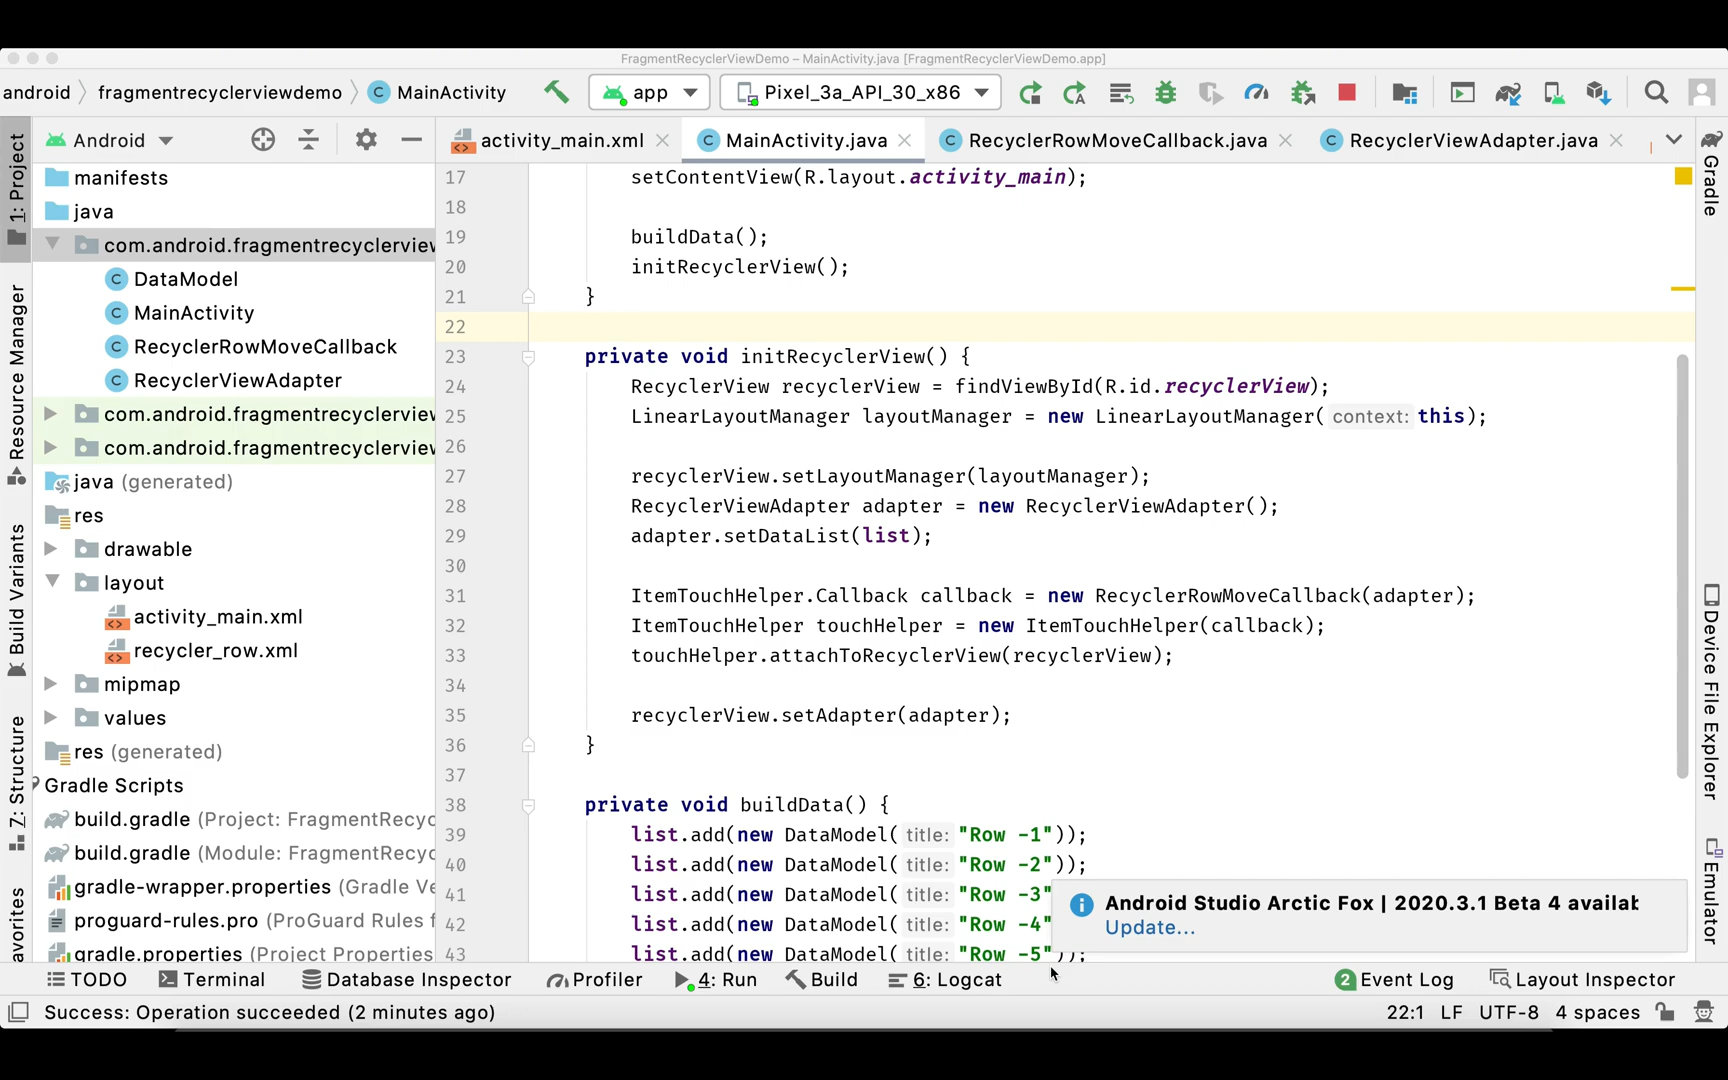 FragmentRecyclerViewDemo – MainActivity.java [FragmentRecyclerViewDemo.app]
android fragmentrecyclerviewdemo C MainActivity app Pixel_3a_API_30_x86
Android activity_main.xml C MainActivity.java C RecyclerRowMoveCallback.java C RecyclerViewAdapter.java
1: Project
Resource Manager
Build Variants
Z: Structure
avorites
manifests
java
com.android.fragmentrecyclerview
C DataModel
C MainActivity
C RecyclerRowMoveCallback
C RecyclerViewAdapter
com.android.fragmentrecyclerview
com.android.fragmentrecyclerview
java (generated)
res
drawable
layout
activity_main.xml
recycler_row.xml
mipmap
values
res (generated)
Gradle Scripts
build.gradle (Project: FragmentRecyc
build.gradle (Module: FragmentRecyc
gradle-wrapper.properties (Gradle Ve
proguard-rules.pro (ProGuard Rules f
gradle.properties (Project Properties
17 setContentView(R.layout.activity_main);
18
19 buildData();
20 initRecyclerView();
21 }
22
23 private void initRecyclerView() {
24 RecyclerView recyclerView = findViewById(R.id.recyclerView);
25 LinearLayoutManager layoutManager = new LinearLayoutManager( context: this);
26
27 recyclerView.setLayoutManager(layoutManager);
28 RecyclerViewAdapter adapter = new RecyclerViewAdapter();
29 adapter.setDataList(list);
30
31 ItemTouchHelper.Callback callback = new RecyclerRowMoveCallback(adapter);
32 ItemTouchHelper touchHelper = new ItemTouchHelper(callback);
33 touchHelper.attachToRecyclerView(recyclerView);
34
35 recyclerView.setAdapter(adapter);
36 }
37
38 private void buildData() {
39 list.add(new DataModel( title: "Row -1"));
40 list.add(new DataModel( title: "Row -2"));
41 list.add(new DataModel( title: "Row -3"
42 list.add(new DataModel( title: "Row -4"
43 list.add(new DataModel( title: "Row -5"));
Android Studio Arctic Fox | 2020.3.1 Beta 4 availab
Update...
Gradle
Device File Explorer
Emulator
TODO Terminal Database Inspector Profiler 4: Run Build 6: Logcat 2 Event Log Layout Inspector
Success: Operation succeeded (2 minutes ago) 22:1 LF UTF-8 4 spaces